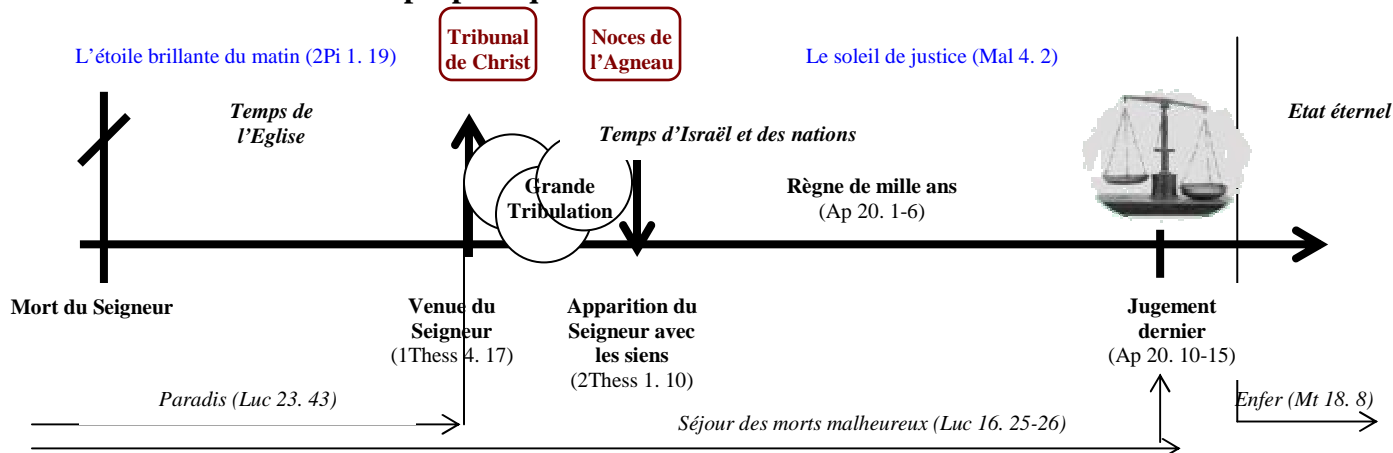 Tribunal
de Christ
Noces de
l'Agneau
L'étoile brillante du matin (2Pi 1. 19)
Le soleil de justice (Mal 4. 2)
Temps de
l'Eglise
Temps d'Israël et des nations
Etat éternel
Grande
Tribulation
Règne de mille ans
(Ap 20. 1-6)
Mort du Seigneur
Venue du
Seigneur
(1Thess 4. 17)
Apparition du
Seigneur avec
les siens
(2Thess 1. 10)
Jugement
dernier
(Ap 20. 10-15)
Paradis (Luc 23. 43)
Séjour des morts malheureux (Luc 16. 25-26)
Enfer (Mt 18. 8)